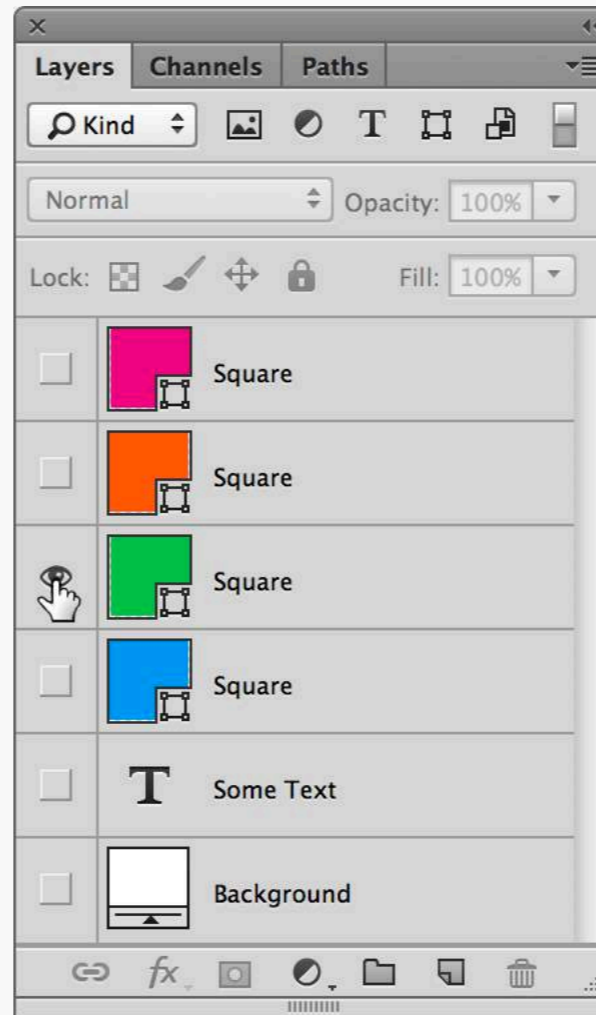 Layers Channels Paths
Kind
Normal Opacity: 100%
Lock: Fill: 100%
Square
Square
Square
Square
T Some Text
Background
fx